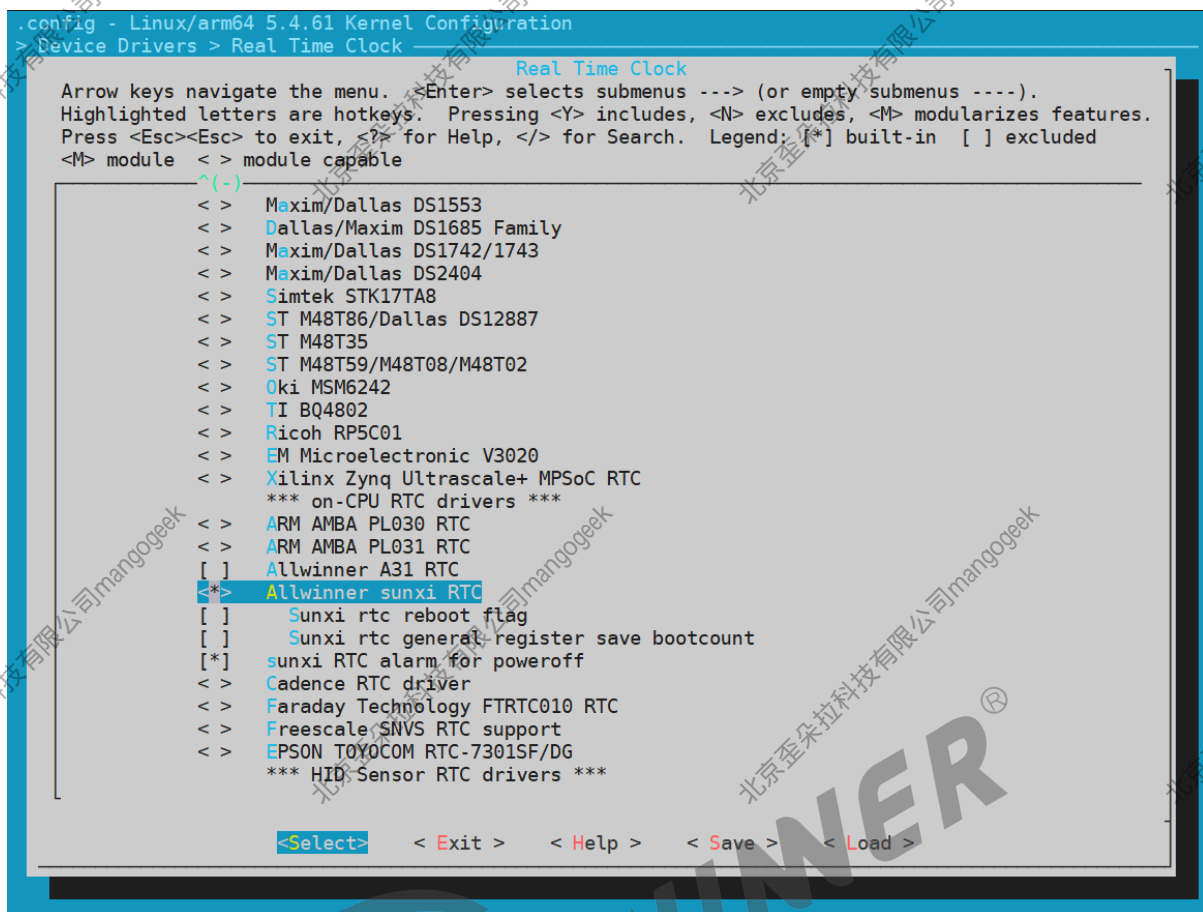 .config - Linux/arm64 5.4.61 Kernel Configuration
> Device Drivers > Real Time Clock
Real Time Clock
Arrow keys navigate the menu. <Enter> selects submenus ---> (or empty submenus ----).
Highlighted letters are hotkeys. Pressing <Y> includes, <N> excludes, <M> modularizes features.
Press <Esc><Esc> to exit, <?> for Help, </> for Search. Legend: [*] built-in [ ] excluded
<M> module < > module capable
^(-)
< > Maxim/Dallas DS1553
< > Dallas/Maxim DS1685 Family
< > Maxim/Dallas DS1742/1743
< > Maxim/Dallas DS2404
< > Simtek STK17TA8
< > ST M48T86/Dallas DS12887
< > ST M48T35
< > ST M48T59/M48T08/M48T02
< > Oki MSM6242
< > TI BQ4802
< > Ricoh RP5C01
< > EM Microelectronic V3020
< > Xilinx Zynq Ultrascale+ MPSoC RTC
*** on-CPU RTC drivers ***
< > ARM AMBA PL030 RTC
< > ARM AMBA PL031 RTC
[ ] Allwinner A31 RTC
<*> Allwinner sunxi RTC
[ ] Sunxi rtc reboot flag
[ ] Sunxi rtc general register save bootcount
[*] sunxi RTC alarm for poweroff
< > Cadence RTC driver
< > Faraday Technology FTRTC010 RTC
< > Freescale SNVS RTC support
< > EPSON TOYOCOM RTC-7301SF/DG
*** HID Sensor RTC drivers ***
<Select> < Exit > < Help > < Save > < Load >
北京歪朵拉科技有限公司mangogeek
北京歪朵拉科技有限公司mangogeek
北京歪朵拉科技有限公司mangogeek